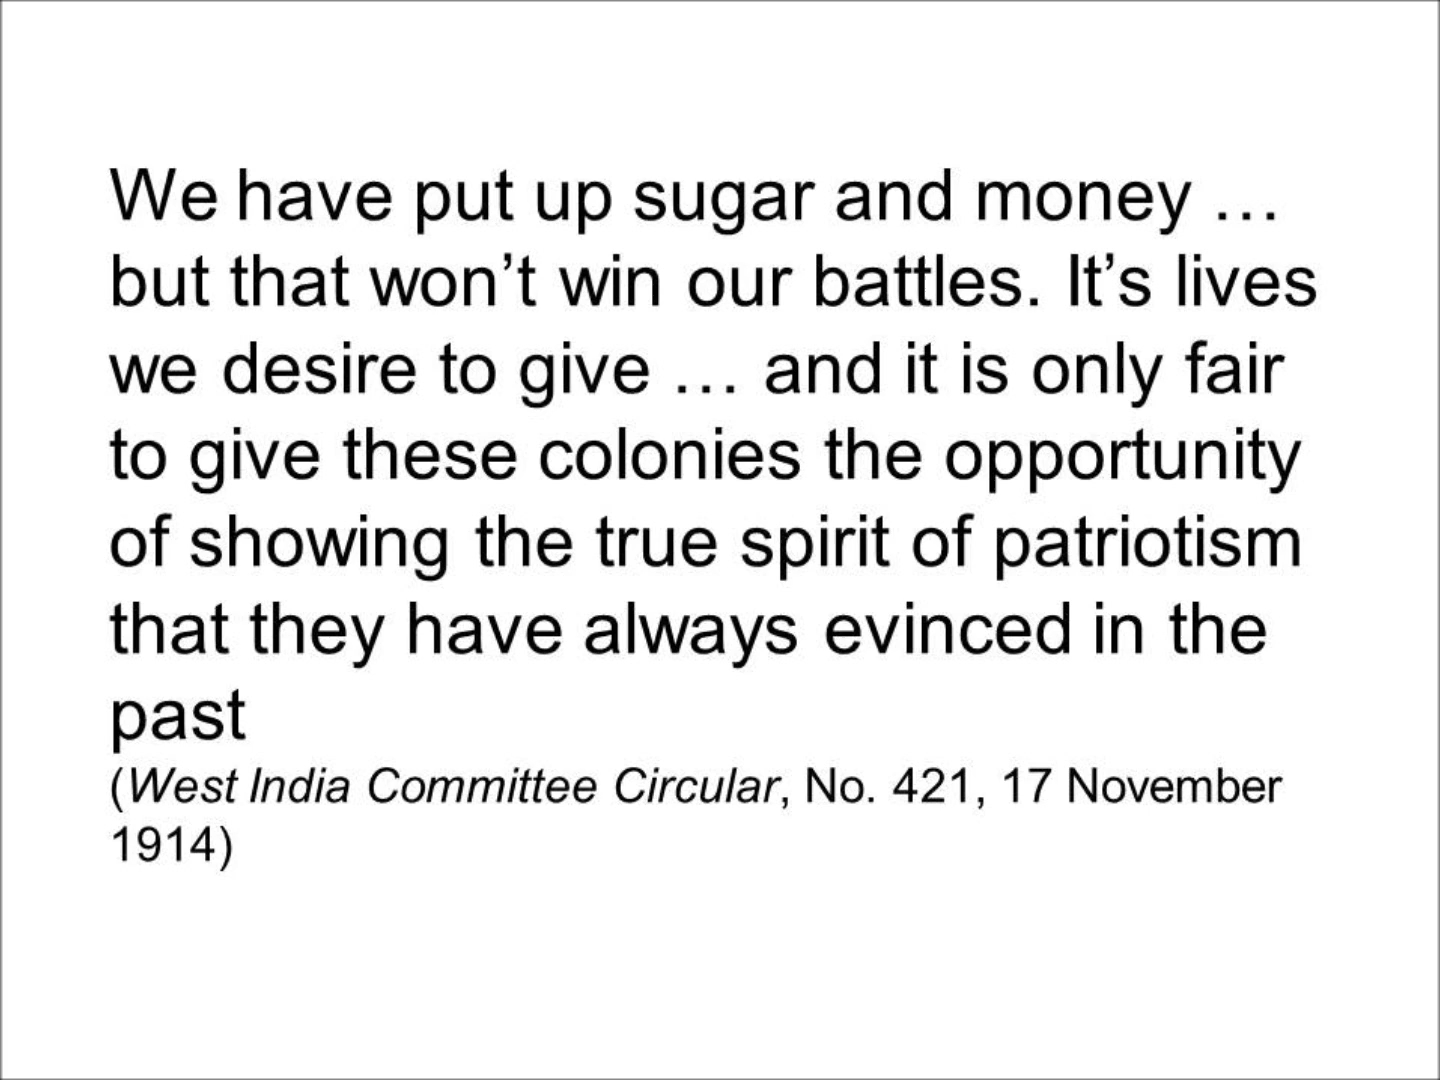 We have put up sugar and money …
but that won’t win our battles. It’s lives
we desire to give … and it is only fair
to give these colonies the opportunity
of showing the true spirit of patriotism
that they have always evinced in the
past
(West India Committee Circular, No. 421, 17 November
1914)